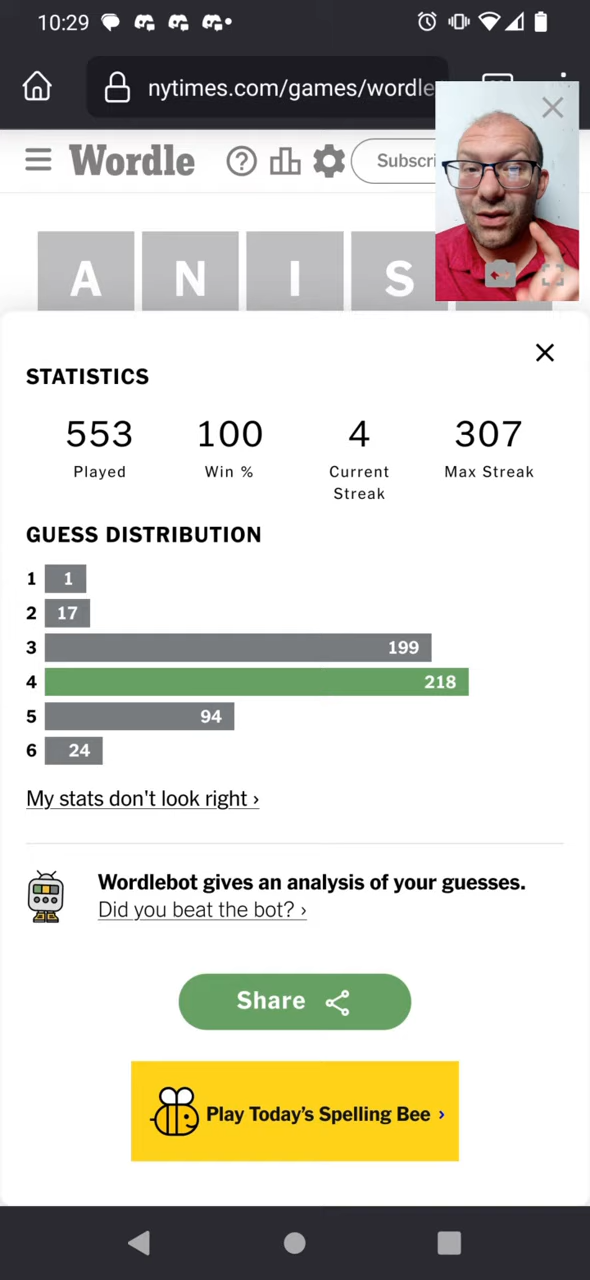 10:29
nytimes.com/games/wordle
Wordle
Subscri
A N I S
STATISTICS
553 100 4 307
Played Win % Current Streak Max Streak
GUESS DISTRIBUTION
1 1
2 17
3 199
4 218
5 94
6 24
My stats don't look right ›
Wordlebot gives an analysis of your guesses.
Did you beat the bot? ›
Share
Play Today's Spelling Bee ›